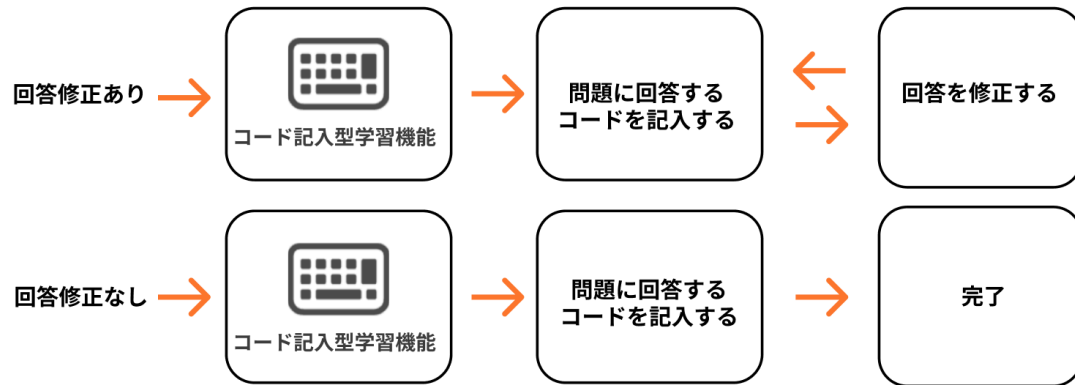 回答修正あり
コード記入型学習機能
問題に回答する
コードを記入する
回答を修正する
回答修正なし
コード記入型学習機能
問題に回答する
コードを記入する
完了